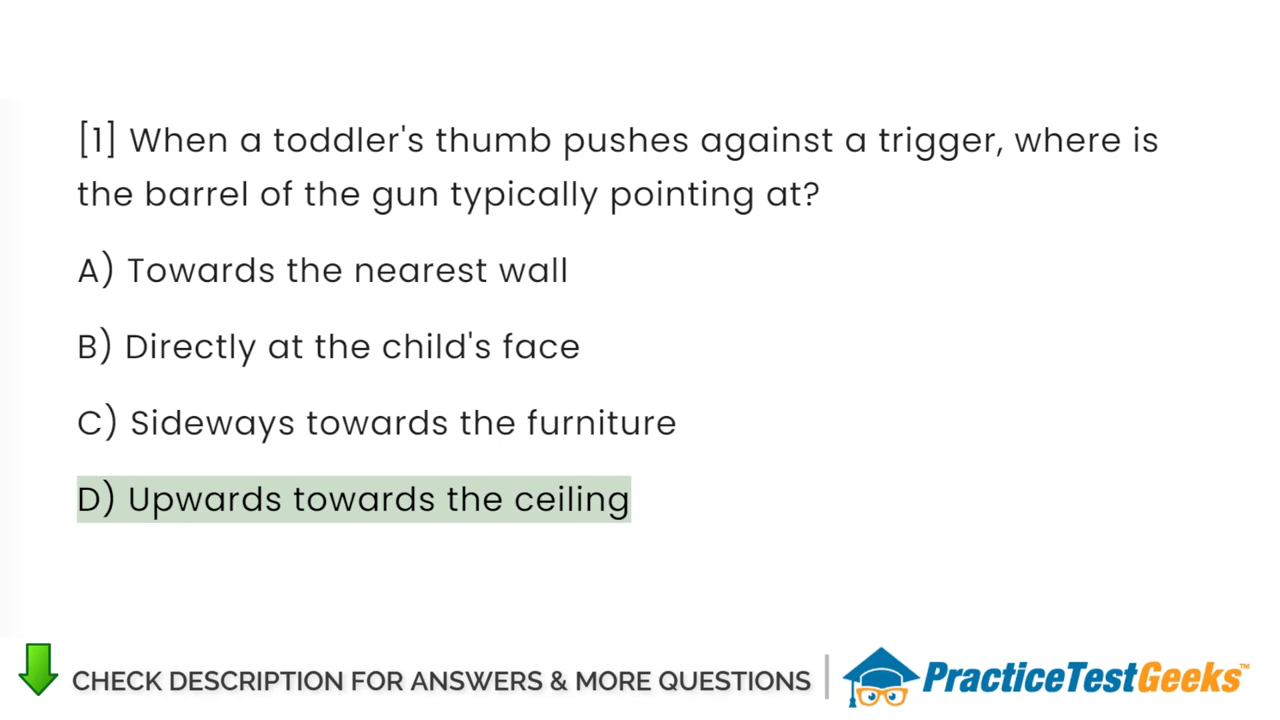 [1] When a toddler's thumb pushes against a trigger, where is
the barrel of the gun typically pointing at?
A) Towards the nearest wall
B) Directly at the child's face
C) Sideways towards the furniture
D) Upwards towards the ceiling
CHECK DESCRIPTION FOR ANSWERS & MORE QUESTIONS
PracticeTestGeeks™